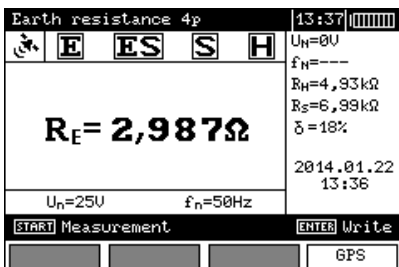 Earth resistance 4p 13:37
E ES S H
UN=0V
fN=---
RH=4,93kΩ
RS=6,99kΩ
δ=18%
RE= 2,987Ω
2014.01.22
13:36
Un=25V fn=50Hz
START Measurement ENTER Write
GPS